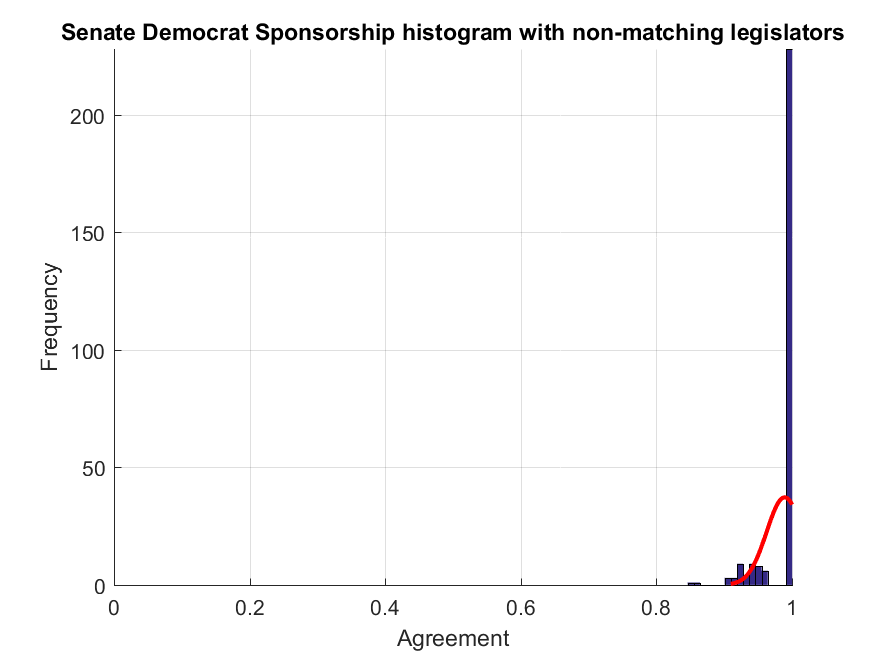 Senate Democrat Sponsorship histogram with non-matching legislators
200
150
100
50
0
Frequency
0 0.2 0.4 0.6 0.8 1
Agreement